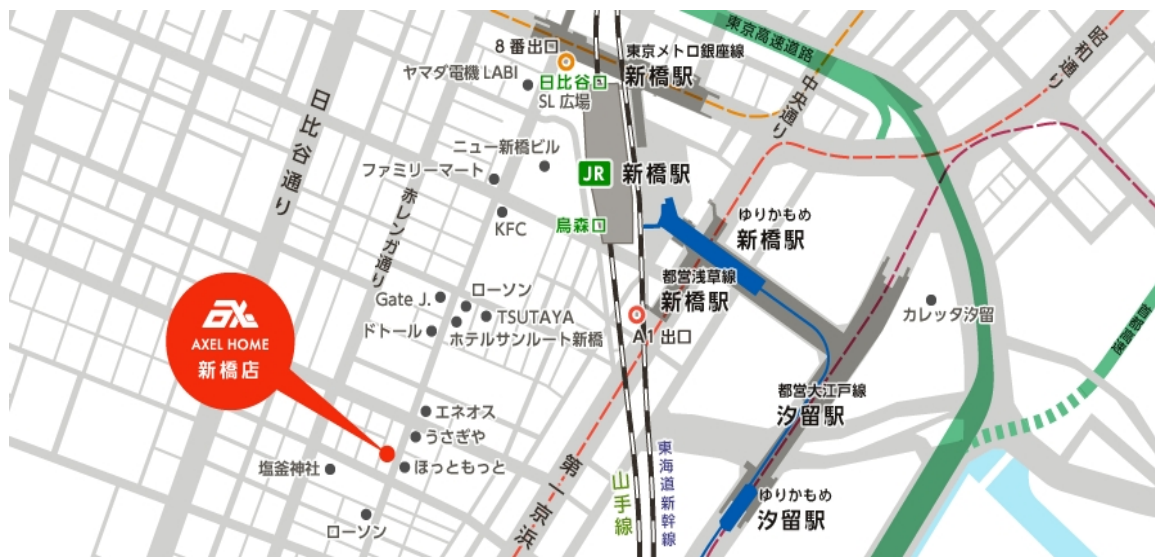 8番出口
東京メトロ銀座線
新橋駅
東京高速道路
昭和通り
ヤマダ電機 LABI
日比谷口
SL 広場
中央通り
日比谷通り
ニュー新橋ビル
ファミリーマート
JR 新橋駅
赤レンガ通り
KFC
烏森口
ゆりかもめ
新橋駅
都営浅草線
新橋駅
Gate J.
ローソン
TSUTAYA
ドトール
ホテルサンルート新橋
A1 出口
カレッタ汐留
首都高速
AXEL HOME
新橋店
都営大江戸線
汐留駅
エネオス
うさぎや
塩釜神社
ほっともっと
第一京浜
山手線
東海道新幹線
ゆりかもめ
汐留駅
ローソン